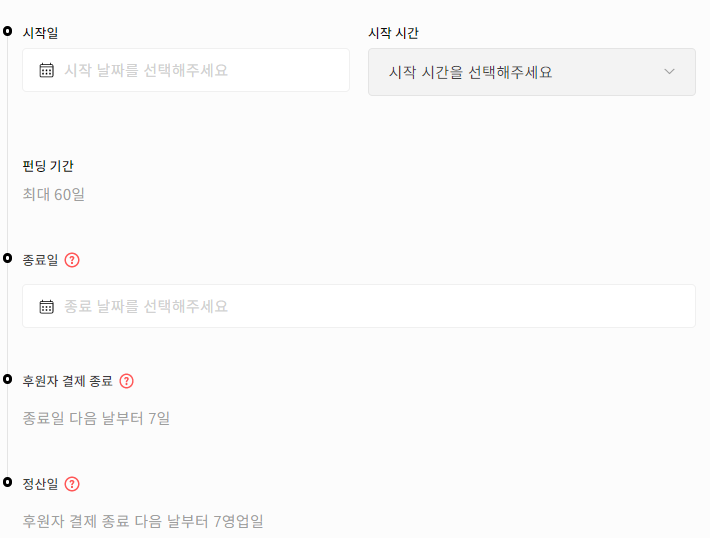 시작일
시작 시간
시작 날짜를 선택해주세요
시작 시간을 선택해주세요
펀딩 기간
최대 60일
종료일 ?
종료 날짜를 선택해주세요
후원자 결제 종료 ?
종료일 다음 날부터 7일
정산일 ?
후원자 결제 종료 다음 날부터 7영업일